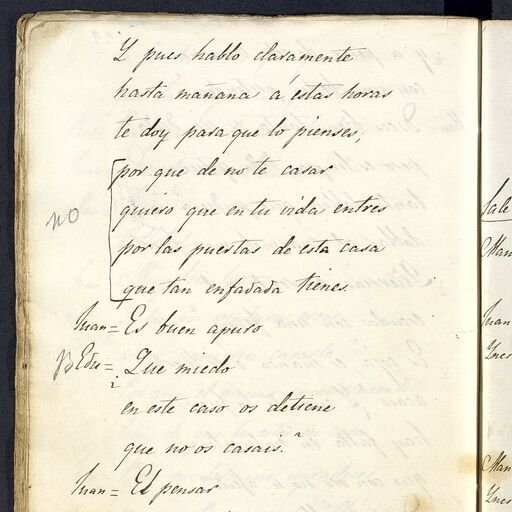 Y pues hablo claramente
hasta mañana á estas horas
te doy para que lo pienses;
por que de no te casar
no
quiero que en tu vida entres
por las puertas de esta casa
que tan enfadada tienes.
Juan = Es buen apuro
Edu = ¿Que miedo
en este caso os detiene
que no os casais?
Juan = El pensar
Sale
Man
Juan
Ynes
Man
Ynes